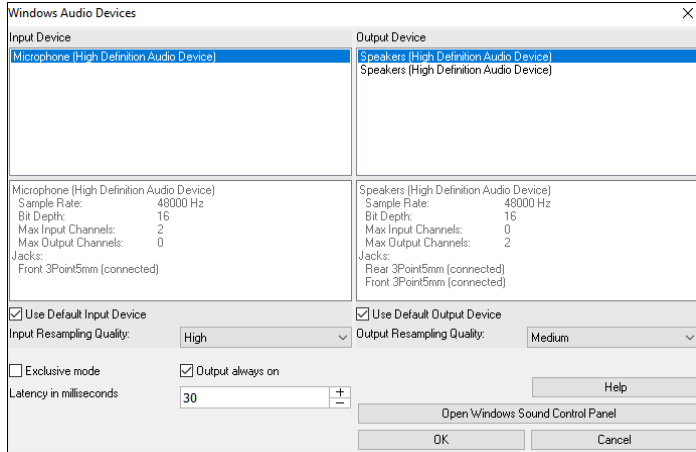 Windows Audio Devices
Input Device
Microphone (High Definition Audio Device)
Output Device
Speakers (High Definition Audio Device)
Speakers (High Definition Audio Device)
Microphone (High Definition Audio Device)
Sample Rate: 48000 Hz
Bit Depth: 16
Max Input Channels: 2
Max Output Channels: 0
Jacks:
Front 3Point5mm (connected)
Speakers (High Definition Audio Device)
Sample Rate: 48000 Hz
Bit Depth: 16
Max Input Channels: 0
Max Output Channels: 2
Jacks:
Rear 3Point5mm (connected)
Front 3Point5mm (connected)
Use Default Input Device
Input Resampling Quality: High
Use Default Output Device
Output Resampling Quality: Medium
Exclusive mode
Output always on
Latency in milliseconds 30
Help
Open Windows Sound Control Panel
OK
Cancel